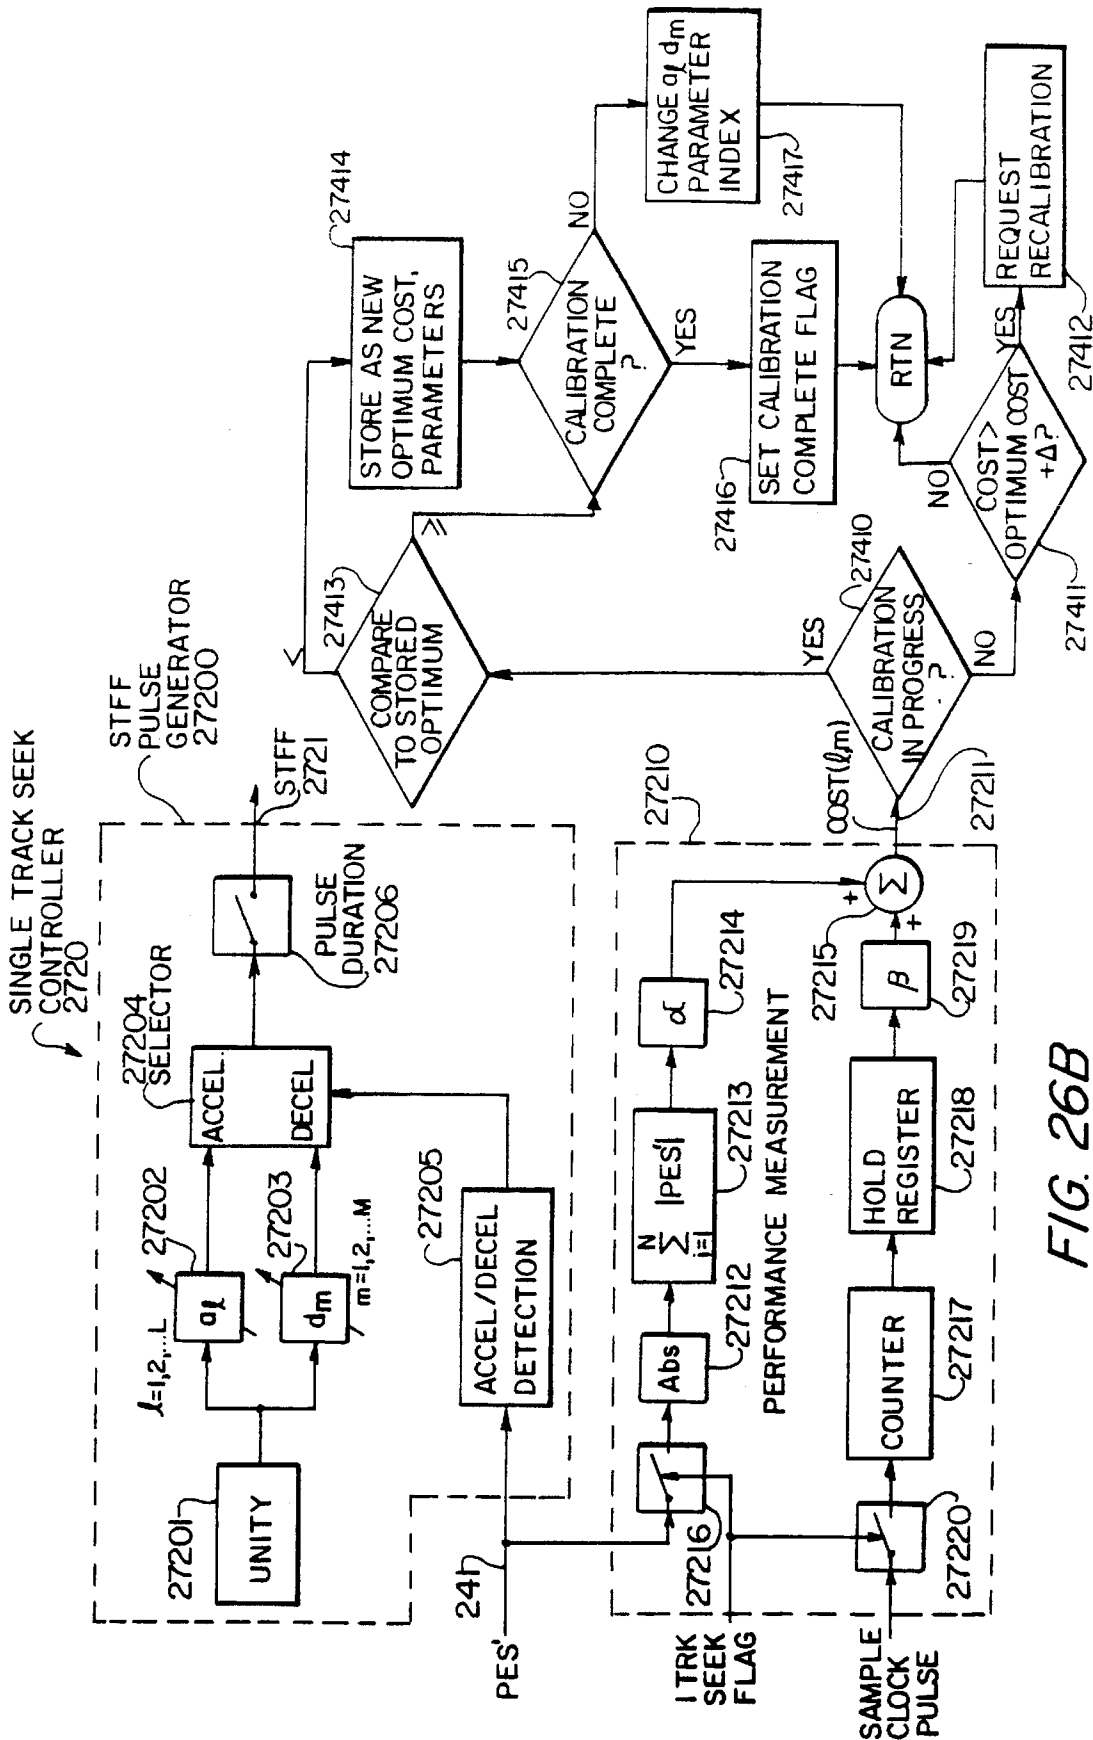 SINGLE TRACK SEEK
CONTROLLER
2720
STFF
PULSE
GENERATOR
27200
27201
UNITY
l=1,2,...L
27202
aℓ
27203
dm
m=1,2,...M
27204
SELECTOR
ACCEL.
DECEL
PULSE
DURATION
27206
STFF
2721
27205
ACCEL/DECEL
DETECTION
PES'
241
1 TRK
SEEK
FLAG
27216
Abs
27212
N
Σ |PES'|
i=1
27213
α
27214
27210
PERFORMANCE MEASUREMENT
SAMPLE
CLOCK
PULSE
27220
COUNTER
27217
HOLD
REGISTER
27218
β
27219
27215
+
Σ
+
COST(ℓ,m)
27211
CALIBRATION
IN PROGRESS
?
27410
YES
NO
COMPARE
TO STORED
OPTIMUM
27413
<
≥
STORE AS NEW
OPTIMUM COST,
PARAMETERS
27414
CALIBRATION
COMPLETE
?
27415
NO
YES
CHANGE aℓ dm
PARAMETER
INDEX
27417
SET CALIBRATION
COMPLETE FLAG
27416
RTN
COST >
OPTIMUM COST
+Δ?
27411
NO
YES
REQUEST
RECALIBRATION
27412
FIG. 26B